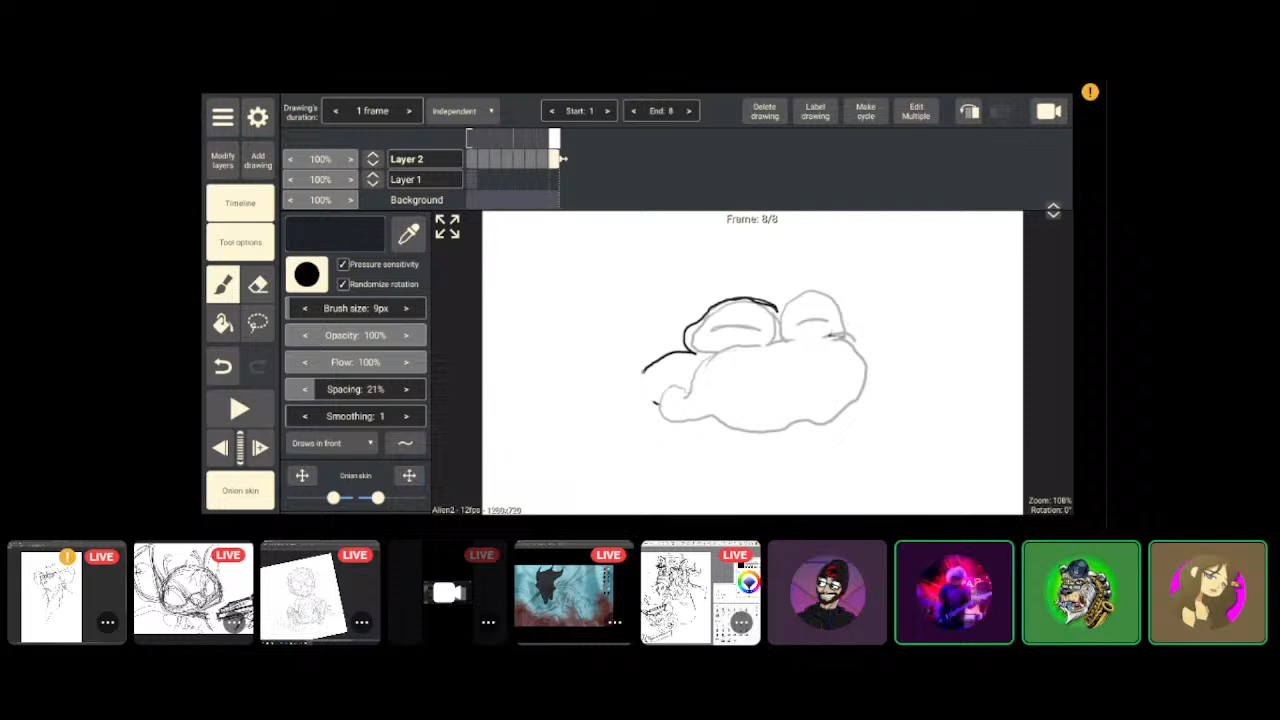 Drawing's duration: < 1 frame > Independent < Start: 1 > < End: 8 > Delete drawing Label drawing Make cycle Edit Multiple
Modify layers Add drawing
< 100% > Layer 2
< 100% > Layer 1
< 100% > Background
Timeline
Frame: 8/8
Tool options
Pressure sensitivity
Randomize rotation
< Brush size: 9px >
< Opacity: 100% >
< Flow: 100% >
< Spacing: 21% >
< Smoothing: 1 >
Draws in front
Onion skin
Onion skin
Zoom: 108%
Alien2 - 12fps - 1280x720
Rotation: 0°
LIVE LIVE LIVE LIVE LIVE LIVE